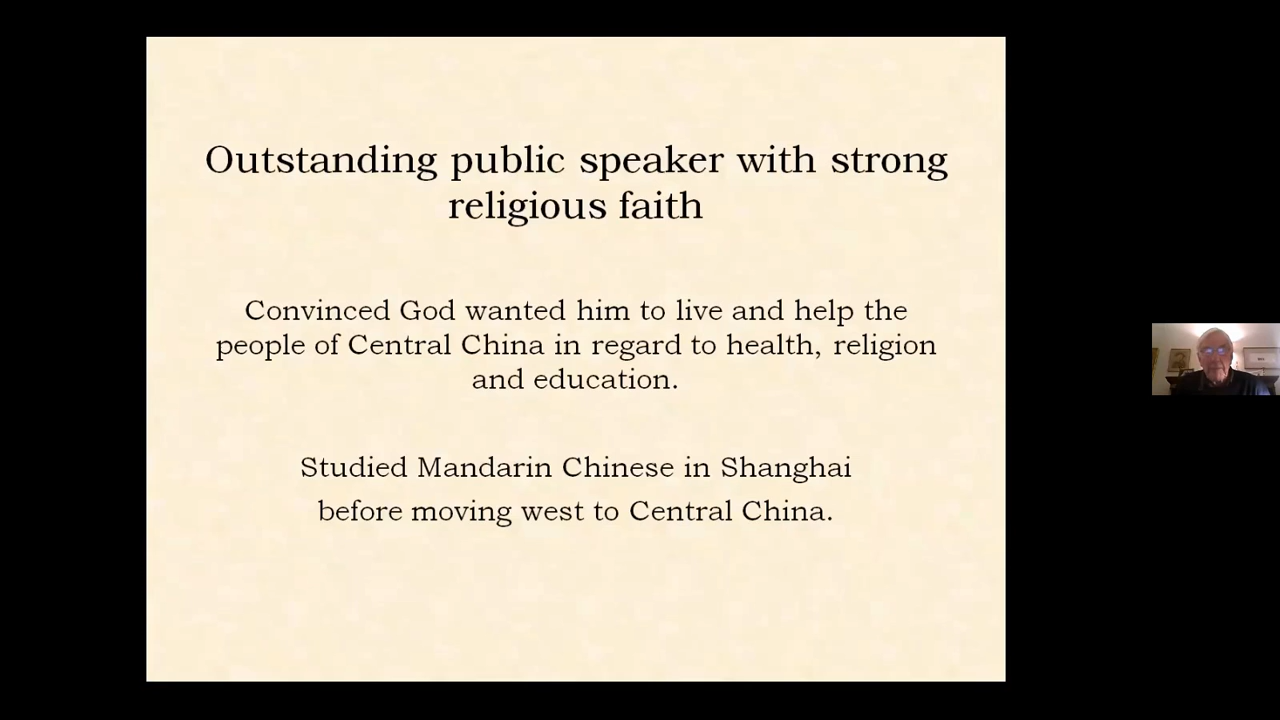 Outstanding public speaker with strong
religious faith
Convinced God wanted him to live and help the
people of Central China in regard to health, religion
and education.
Studied Mandarin Chinese in Shanghai
before moving west to Central China.